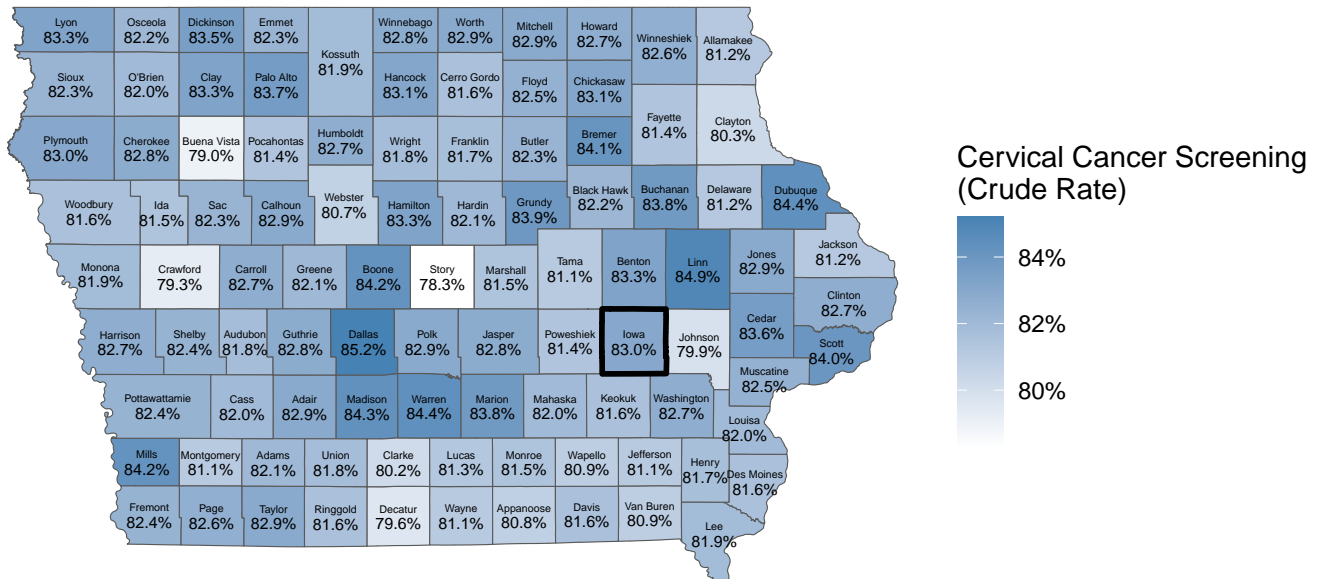 Lyon
83.3%
Osceola
82.2%
Dickinson
83.5%
Emmet
82.3%
Kossuth
81.9%
Winnebago
82.8%
Worth
82.9%
Mitchell
82.9%
Howard
82.7%
Winneshiek
82.6%
Allamakee
81.2%
Sioux
82.3%
O'Brien
82.0%
Clay
83.3%
Palo Alto
83.7%
Hancock
83.1%
Cerro Gordo
81.6%
Floyd
82.5%
Chickasaw
83.1%
Fayette
81.4%
Clayton
80.3%
Plymouth
83.0%
Cherokee
82.8%
Buena Vista
79.0%
Pocahontas
81.4%
Humboldt
82.7%
Wright
81.8%
Franklin
81.7%
Butler
82.3%
Bremer
84.1%
Woodbury
81.6%
Ida
81.5%
Sac
82.3%
Calhoun
82.9%
Webster
80.7%
Hamilton
83.3%
Hardin
82.1%
Grundy
83.9%
Black Hawk
82.2%
Buchanan
83.8%
Delaware
81.2%
Dubuque
84.4%
Monona
81.9%
Crawford
79.3%
Carroll
82.7%
Greene
82.1%
Boone
84.2%
Story
78.3%
Marshall
81.5%
Tama
81.1%
Benton
83.3%
Linn
84.9%
Jones
82.9%
Jackson
81.2%
Clinton
82.7%
Harrison
82.7%
Shelby
82.4%
Audubon
81.8%
Guthrie
82.8%
Dallas
85.2%
Polk
82.9%
Jasper
82.8%
Poweshiek
81.4%
Iowa
83.0%
Johnson
79.9%
Cedar
83.6%
Scott
84.0%
Muscatine
82.5%
Pottawattamie
82.4%
Cass
82.0%
Adair
82.9%
Madison
84.3%
Warren
84.4%
Marion
83.8%
Mahaska
82.0%
Keokuk
81.6%
Washington
82.7%
Louisa
82.0%
Mills
84.2%
Montgomery
81.1%
Adams
82.1%
Union
81.8%
Clarke
80.2%
Lucas
81.3%
Monroe
81.5%
Wapello
80.9%
Jefferson
81.1%
Henry
81.7%
Des Moines
81.6%
Fremont
82.4%
Page
82.6%
Taylor
82.9%
Ringgold
81.6%
Decatur
79.6%
Wayne
81.1%
Appanoose
80.8%
Davis
81.6%
Van Buren
80.9%
Lee
81.9%
Cervical Cancer Screening
(Crude Rate)
84%
82%
80%